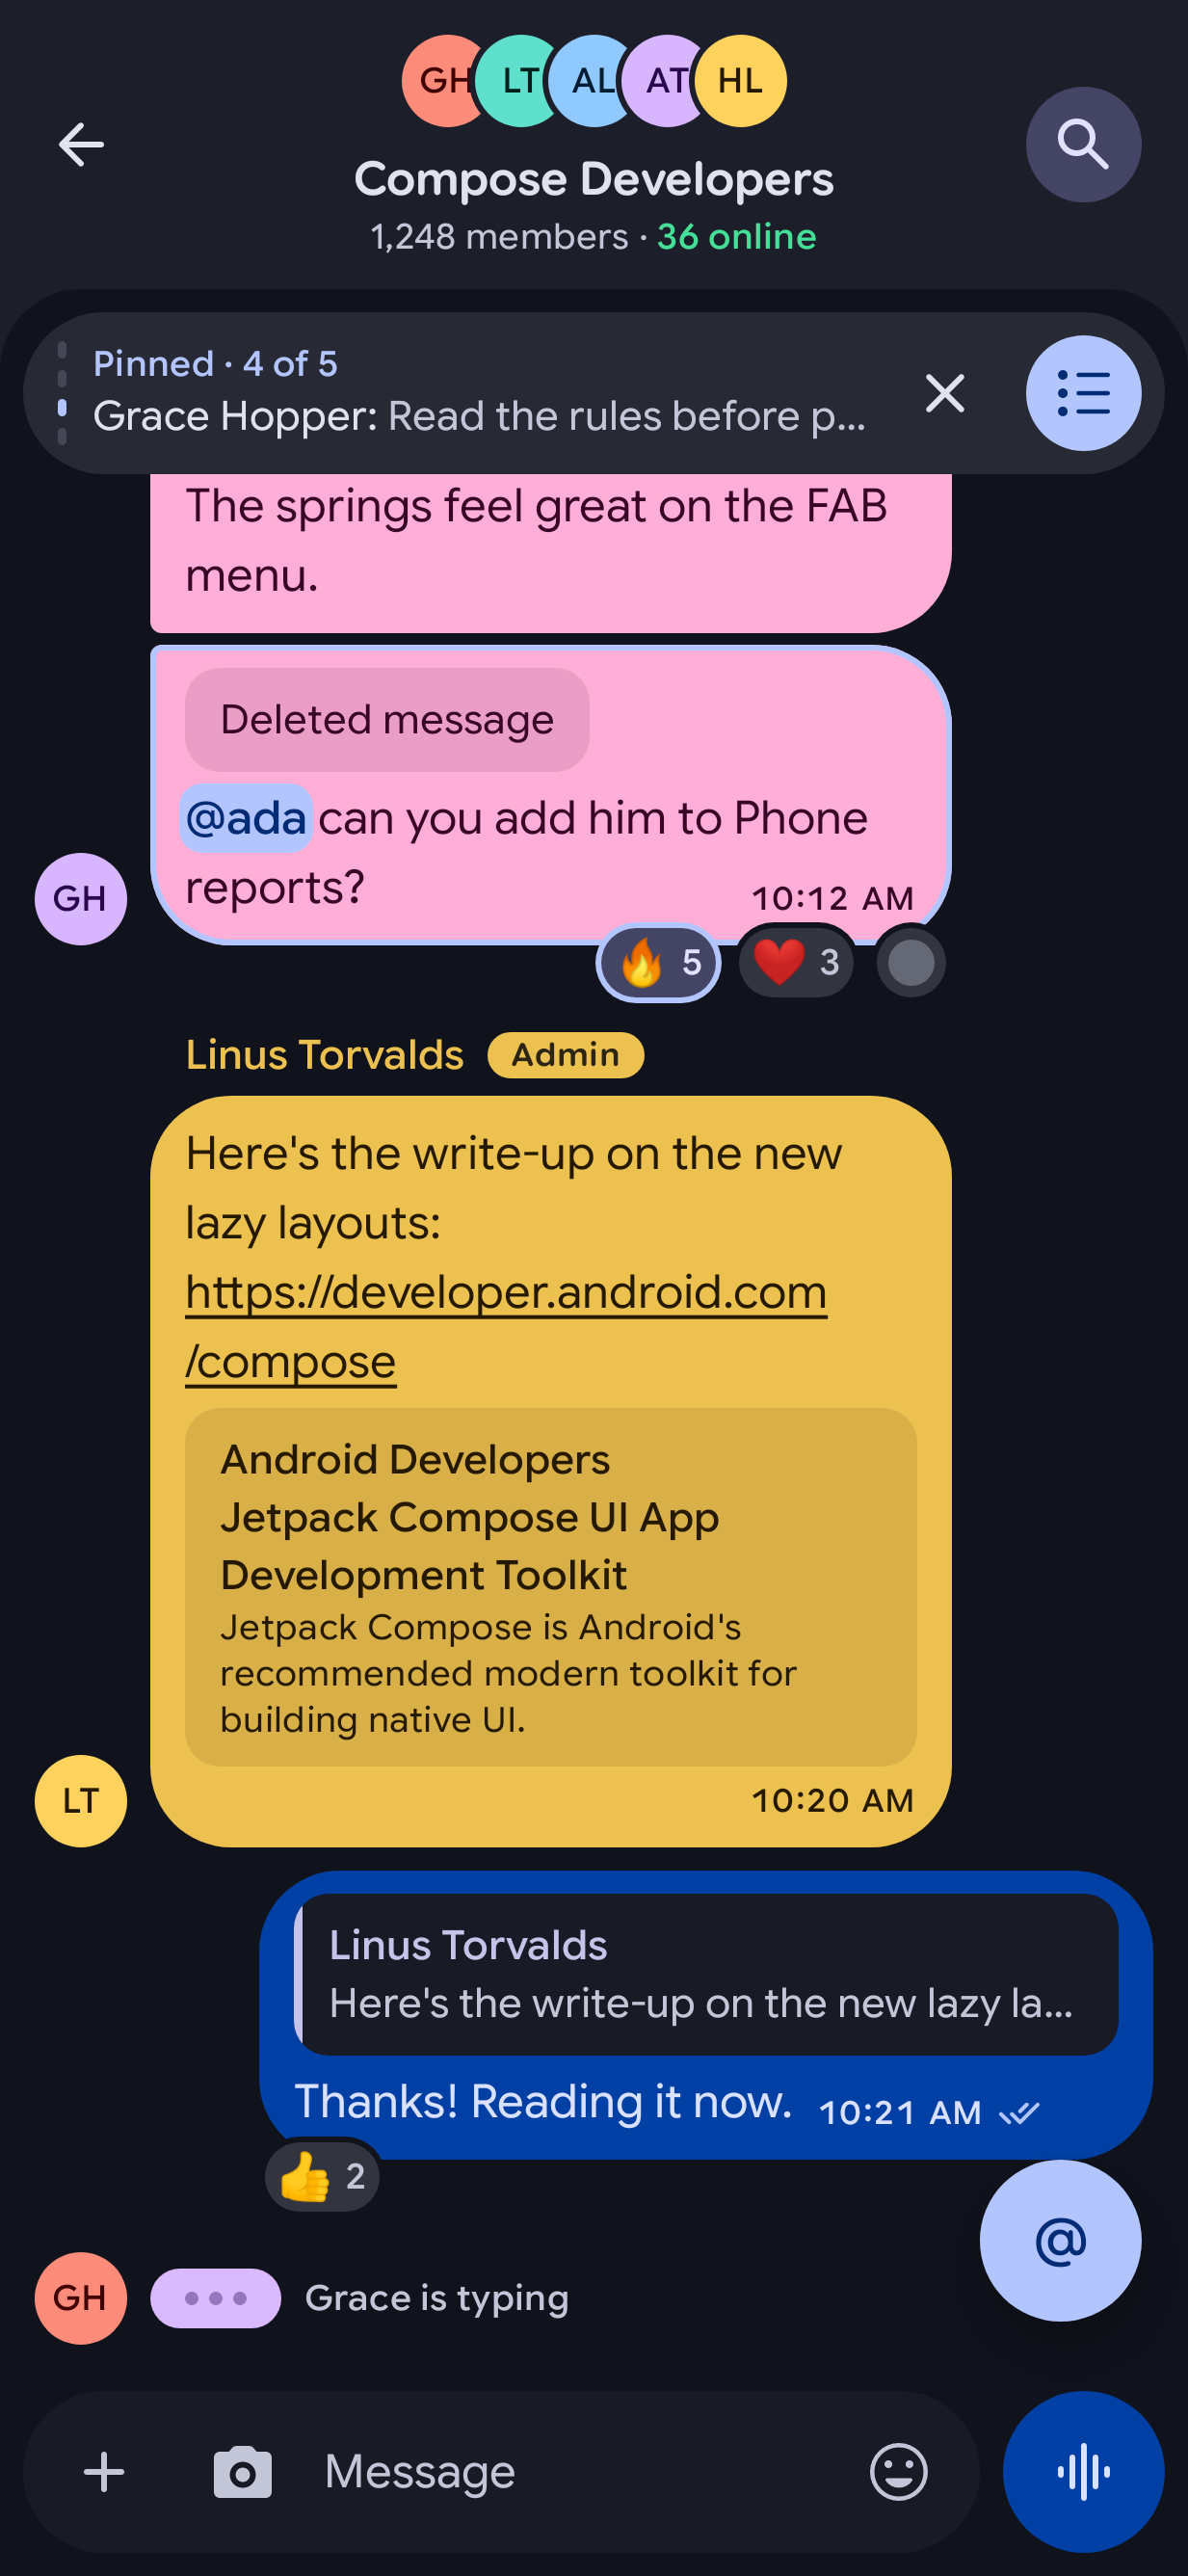 GH LT AL AT HL
Compose Developers
1,248 members · 36 online
Pinned · 4 of 5
Grace Hopper: Read the rules before p...
The springs feel great on the FAB
menu.
Deleted message
@ada can you add him to Phone
reports?
10:12 AM
GH
5
3
Linus Torvalds Admin
Here's the write-up on the new
lazy layouts:
https://developer.android.com
/compose
Android Developers
Jetpack Compose UI App
Development Toolkit
Jetpack Compose is Android's
recommended modern toolkit for
building native UI.
LT
10:20 AM
Linus Torvalds
Here's the write-up on the new lazy la...
Thanks! Reading it now. 10:21 AM
2
@
GH
Grace is typing
Message